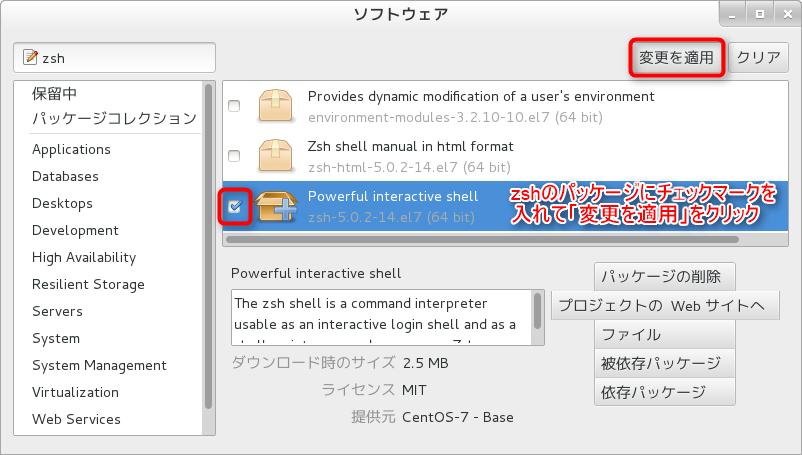 ソフトウェア
zsh
変更を適用
クリア
保留中
パッケージコレクション
Applications
Databases
Desktops
Development
High Availability
Resilient Storage
Servers
System
System Management
Virtualization
Web Services
Provides dynamic modification of a user's environment
environment-modules-3.2.10-10.el7 (64 bit)
Zsh shell manual in html format
zsh-html-5.0.2-14.el7 (64 bit)
Powerful interactive shell
zsh-5.0.2-14.el7 (64 bit)
zshのパッケージにチェックマークを
入れて「変更を適用」をクリック
Powerful interactive shell
The zsh shell is a command interpreter
usable as an interactive login shell and as a
ダウンロード時のサイズ 2.5 MB
ライセンス MIT
提供元 CentOS-7 - Base
パッケージの削除
プロジェクトの Web サイトへ
ファイル
被依存パッケージ
依存パッケージ